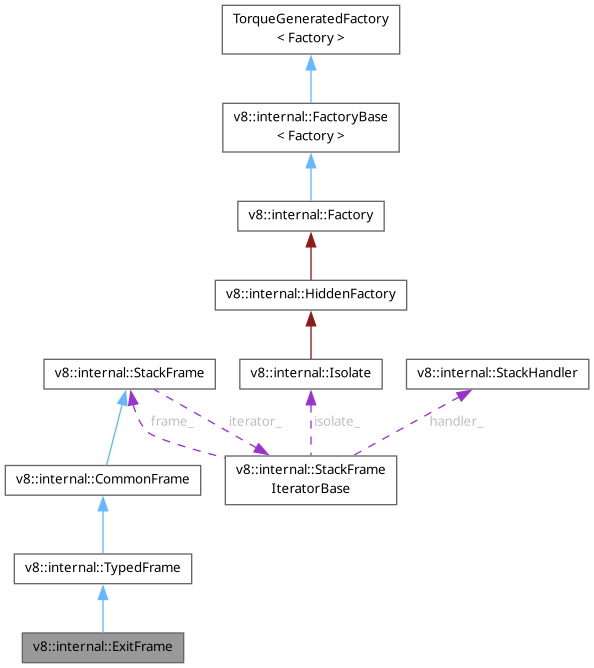 TorqueGeneratedFactory
< Factory >
v8::internal::FactoryBase
< Factory >
v8::internal::Factory
v8::internal::HiddenFactory
v8::internal::StackFrame
v8::internal::Isolate
v8::internal::StackHandler
frame_
iterator_
isolate_
handler_
v8::internal::CommonFrame
v8::internal::StackFrame
IteratorBase
v8::internal::TypedFrame
v8::internal::ExitFrame